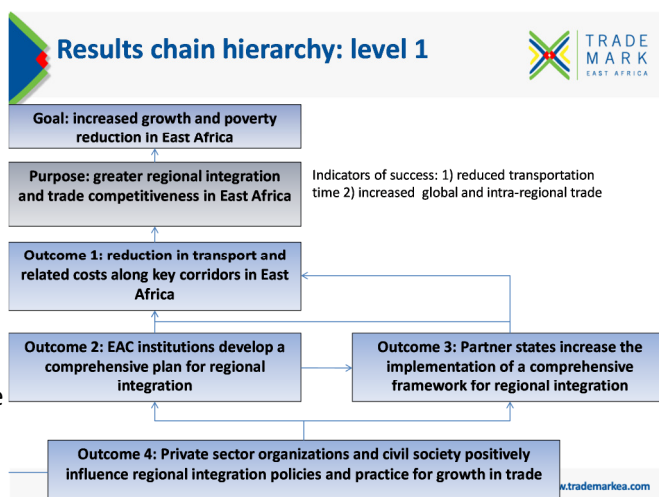 Results chain hierarchy: level 1
TRADE
MARK
EAST AFRICA
Goal: increased growth and poverty
reduction in East Africa
Purpose: greater regional integration
and trade competitiveness in East Africa
Indicators of success: 1) reduced transportation
time 2) increased global and intra-regional trade
Outcome 1: reduction in transport and
related costs along key corridors in East
Africa
Outcome 2: EAC institutions develop a
comprehensive plan for regional
integration
Outcome 3: Partner states increase the
implementation of a comprehensive
framework for regional integration
e
Outcome 4: Private sector organizations and civil society positively
influence regional integration policies and practice for growth in trade
w.trademarkea.com